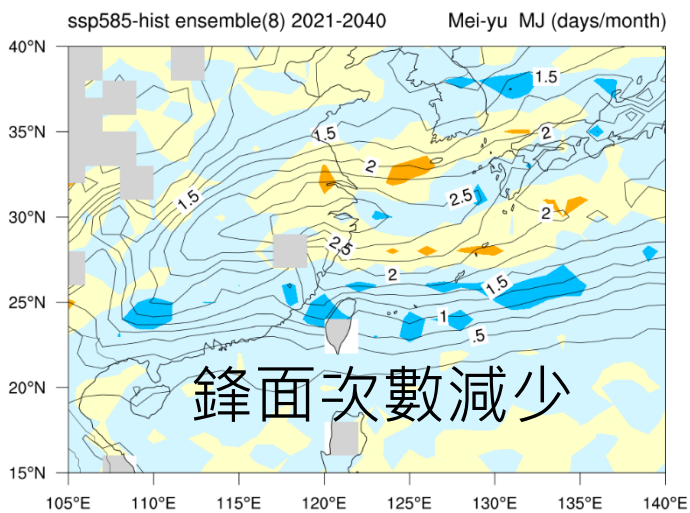 ssp585-hist ensemble(8) 2021-2040 Mei-yu MJ (days/month)
40°N
1.5
35°N
1.5
2
2
1.5
2.5
2
30°N
2.5
2
1.5
25°N
1
.5
鋒面次數減少
20°N
15°N
105°E 110°E 115°E 120°E 125°E 130°E 135°E 140°E